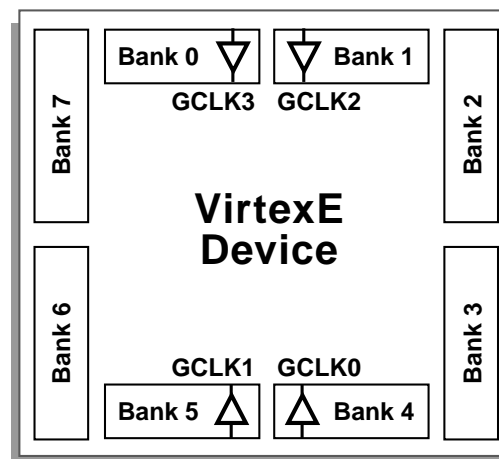 Bank 0
Bank 1
GCLK3
GCLK2
Bank 7
Bank 2
VirtexE
Device
Bank 6
Bank 3
GCLK1
GCLK0
Bank 5
Bank 4